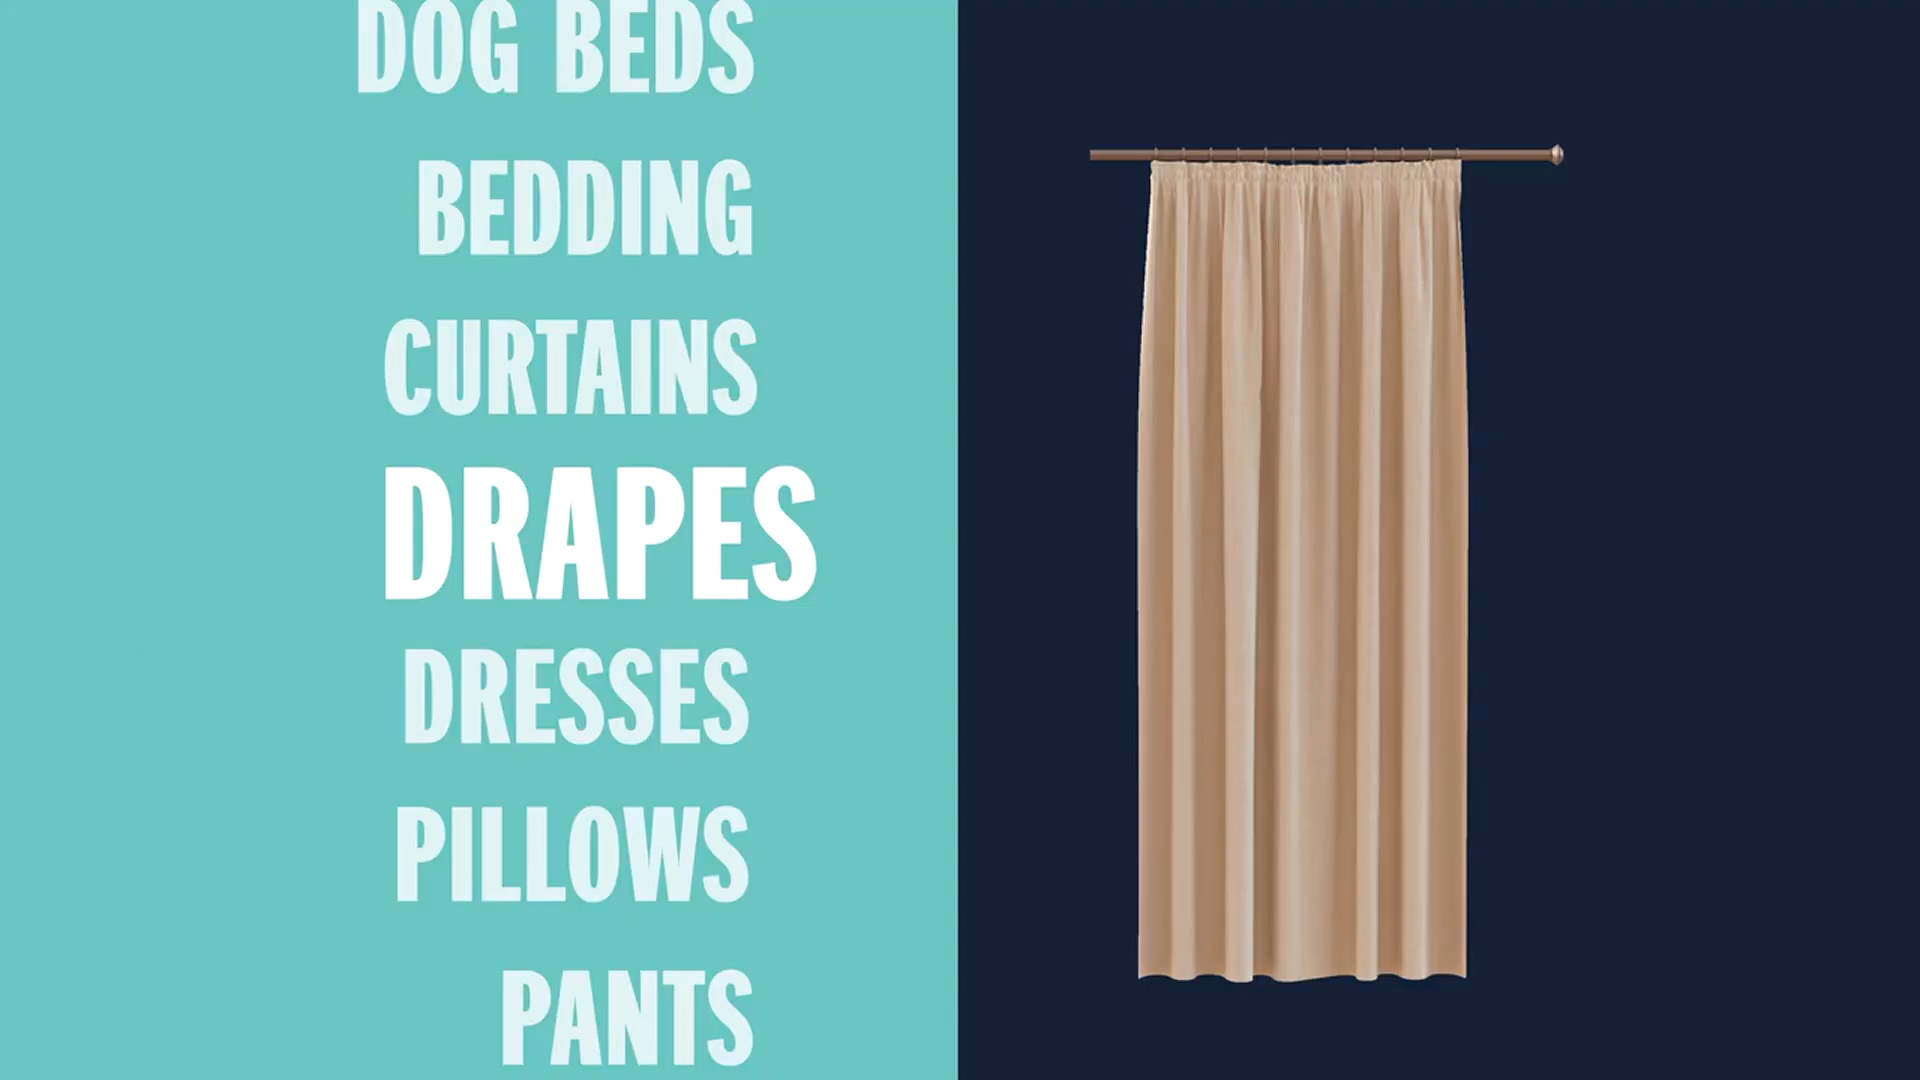 DOG BEDS
BEDDING
CURTAINS
DRAPES
DRESSES
PILLOWS
PANTS